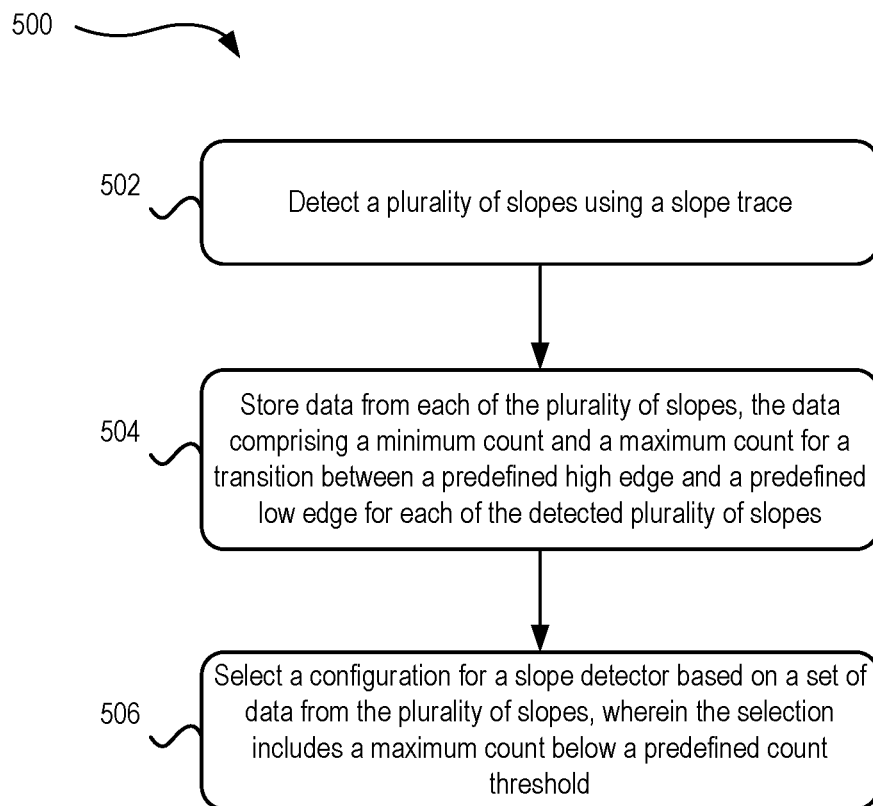 500
502
Detect a plurality of slopes using a slope trace
504
Store data from each of the plurality of slopes, the data
comprising a minimum count and a maximum count for a
transition between a predefined high edge and a predefined
low edge for each of the detected plurality of slopes
506
Select a configuration for a slope detector based on a set of
data from the plurality of slopes, wherein the selection
includes a maximum count below a predefined count
threshold